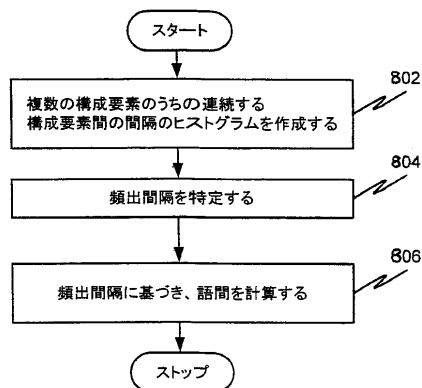 スタート
802
複数の構成要素のうちの連続する
構成要素間の間隔のヒストグラムを作成する
804
頻出間隔を特定する
806
頻出間隔に基づき、語間を計算する
ストップ